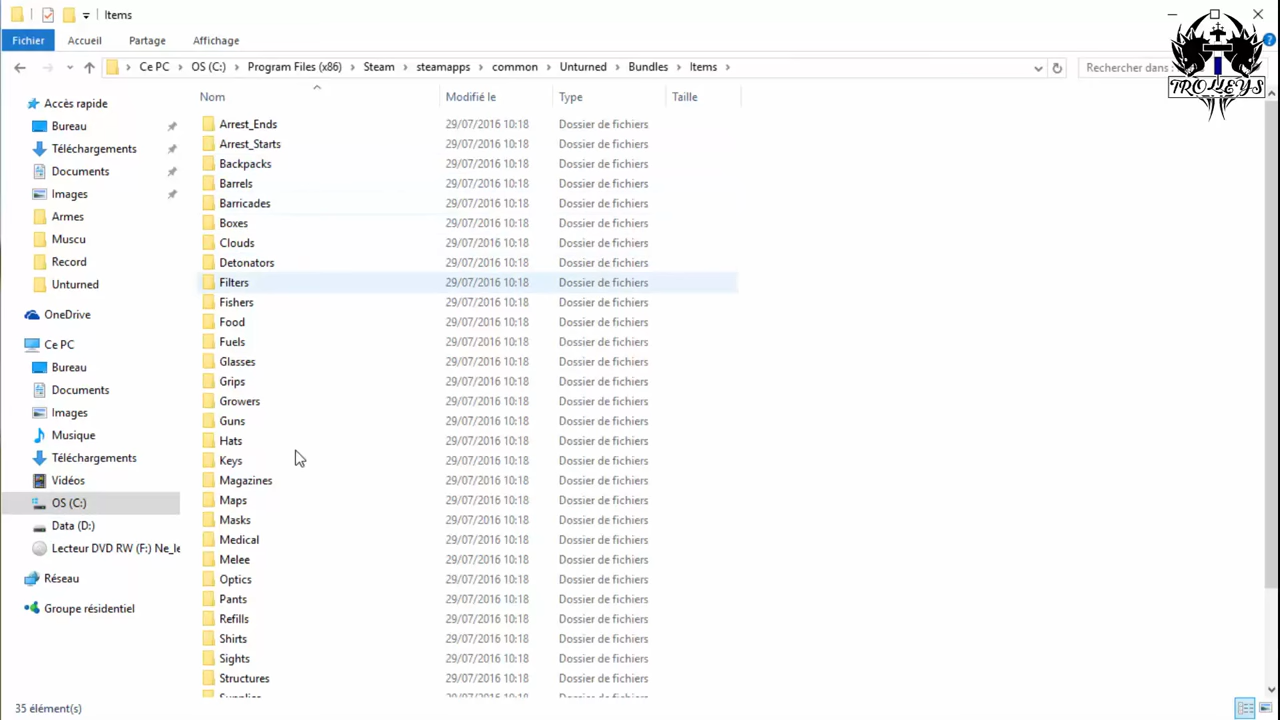 Items
Fichier Accueil Partage Affichage
Ce PC OS (C:) Program Files (x86) Steam steamapps common Unturned Bundles Items
Rechercher dans :
TROLLEYS
Nom Modifié le Type Taille
Accès rapide
Bureau
Téléchargements
Documents
Images
Armes
Muscu
Record
Unturned
OneDrive
Ce PC
Bureau
Documents
Images
Musique
Téléchargements
Vidéos
OS (C:)
Data (D:)
Lecteur DVD RW (F:) Ne_le
Réseau
Groupe résidentiel
Arrest_Ends 29/07/2016 10:18 Dossier de fichiers
Arrest_Starts 29/07/2016 10:18 Dossier de fichiers
Backpacks 29/07/2016 10:18 Dossier de fichiers
Barrels 29/07/2016 10:18 Dossier de fichiers
Barricades 29/07/2016 10:18 Dossier de fichiers
Boxes 29/07/2016 10:18 Dossier de fichiers
Clouds 29/07/2016 10:18 Dossier de fichiers
Detonators 29/07/2016 10:18 Dossier de fichiers
Filters 29/07/2016 10:18 Dossier de fichiers
Fishers 29/07/2016 10:18 Dossier de fichiers
Food 29/07/2016 10:18 Dossier de fichiers
Fuels 29/07/2016 10:18 Dossier de fichiers
Glasses 29/07/2016 10:18 Dossier de fichiers
Grips 29/07/2016 10:18 Dossier de fichiers
Growers 29/07/2016 10:18 Dossier de fichiers
Guns 29/07/2016 10:18 Dossier de fichiers
Hats 29/07/2016 10:18 Dossier de fichiers
Keys 29/07/2016 10:18 Dossier de fichiers
Magazines 29/07/2016 10:18 Dossier de fichiers
Maps 29/07/2016 10:18 Dossier de fichiers
Masks 29/07/2016 10:18 Dossier de fichiers
Medical 29/07/2016 10:18 Dossier de fichiers
Melee 29/07/2016 10:18 Dossier de fichiers
Optics 29/07/2016 10:18 Dossier de fichiers
Pants 29/07/2016 10:18 Dossier de fichiers
Refills 29/07/2016 10:18 Dossier de fichiers
Shirts 29/07/2016 10:18 Dossier de fichiers
Sights 29/07/2016 10:18 Dossier de fichiers
Structures 29/07/2016 10:18 Dossier de fichiers
Supplies 29/07/2016 10:18 Dossier de fichiers
35 élément(s)